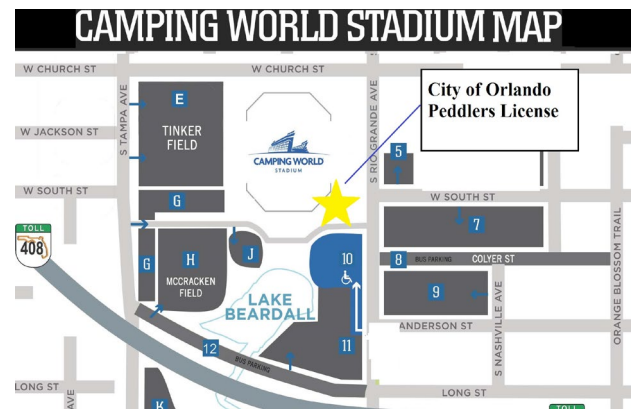 CAMPING WORLD STADIUM MAP
W CHURCH ST
W CHURCH ST
S TAMPA AVE
E
TINKER
FIELD
W JACKSON ST
CAMPING WORLD
STADIUM
S RIO GRANDE AVE
City of Orlando
Peddlers License
5
W SOUTH ST
W SOUTH ST
G
7
TOLL
408
G
H
MCCRACKEN
FIELD
J
10
8
BUS PARKING
COLYER ST
ORANGE BLOSSOM TRAIL
LAKE
BEARDALL
9
S NASHVILLE AVE
ANDERSON ST
12
BUS PARKING
11
LONG ST
AVE
K
LONG ST
TOLL